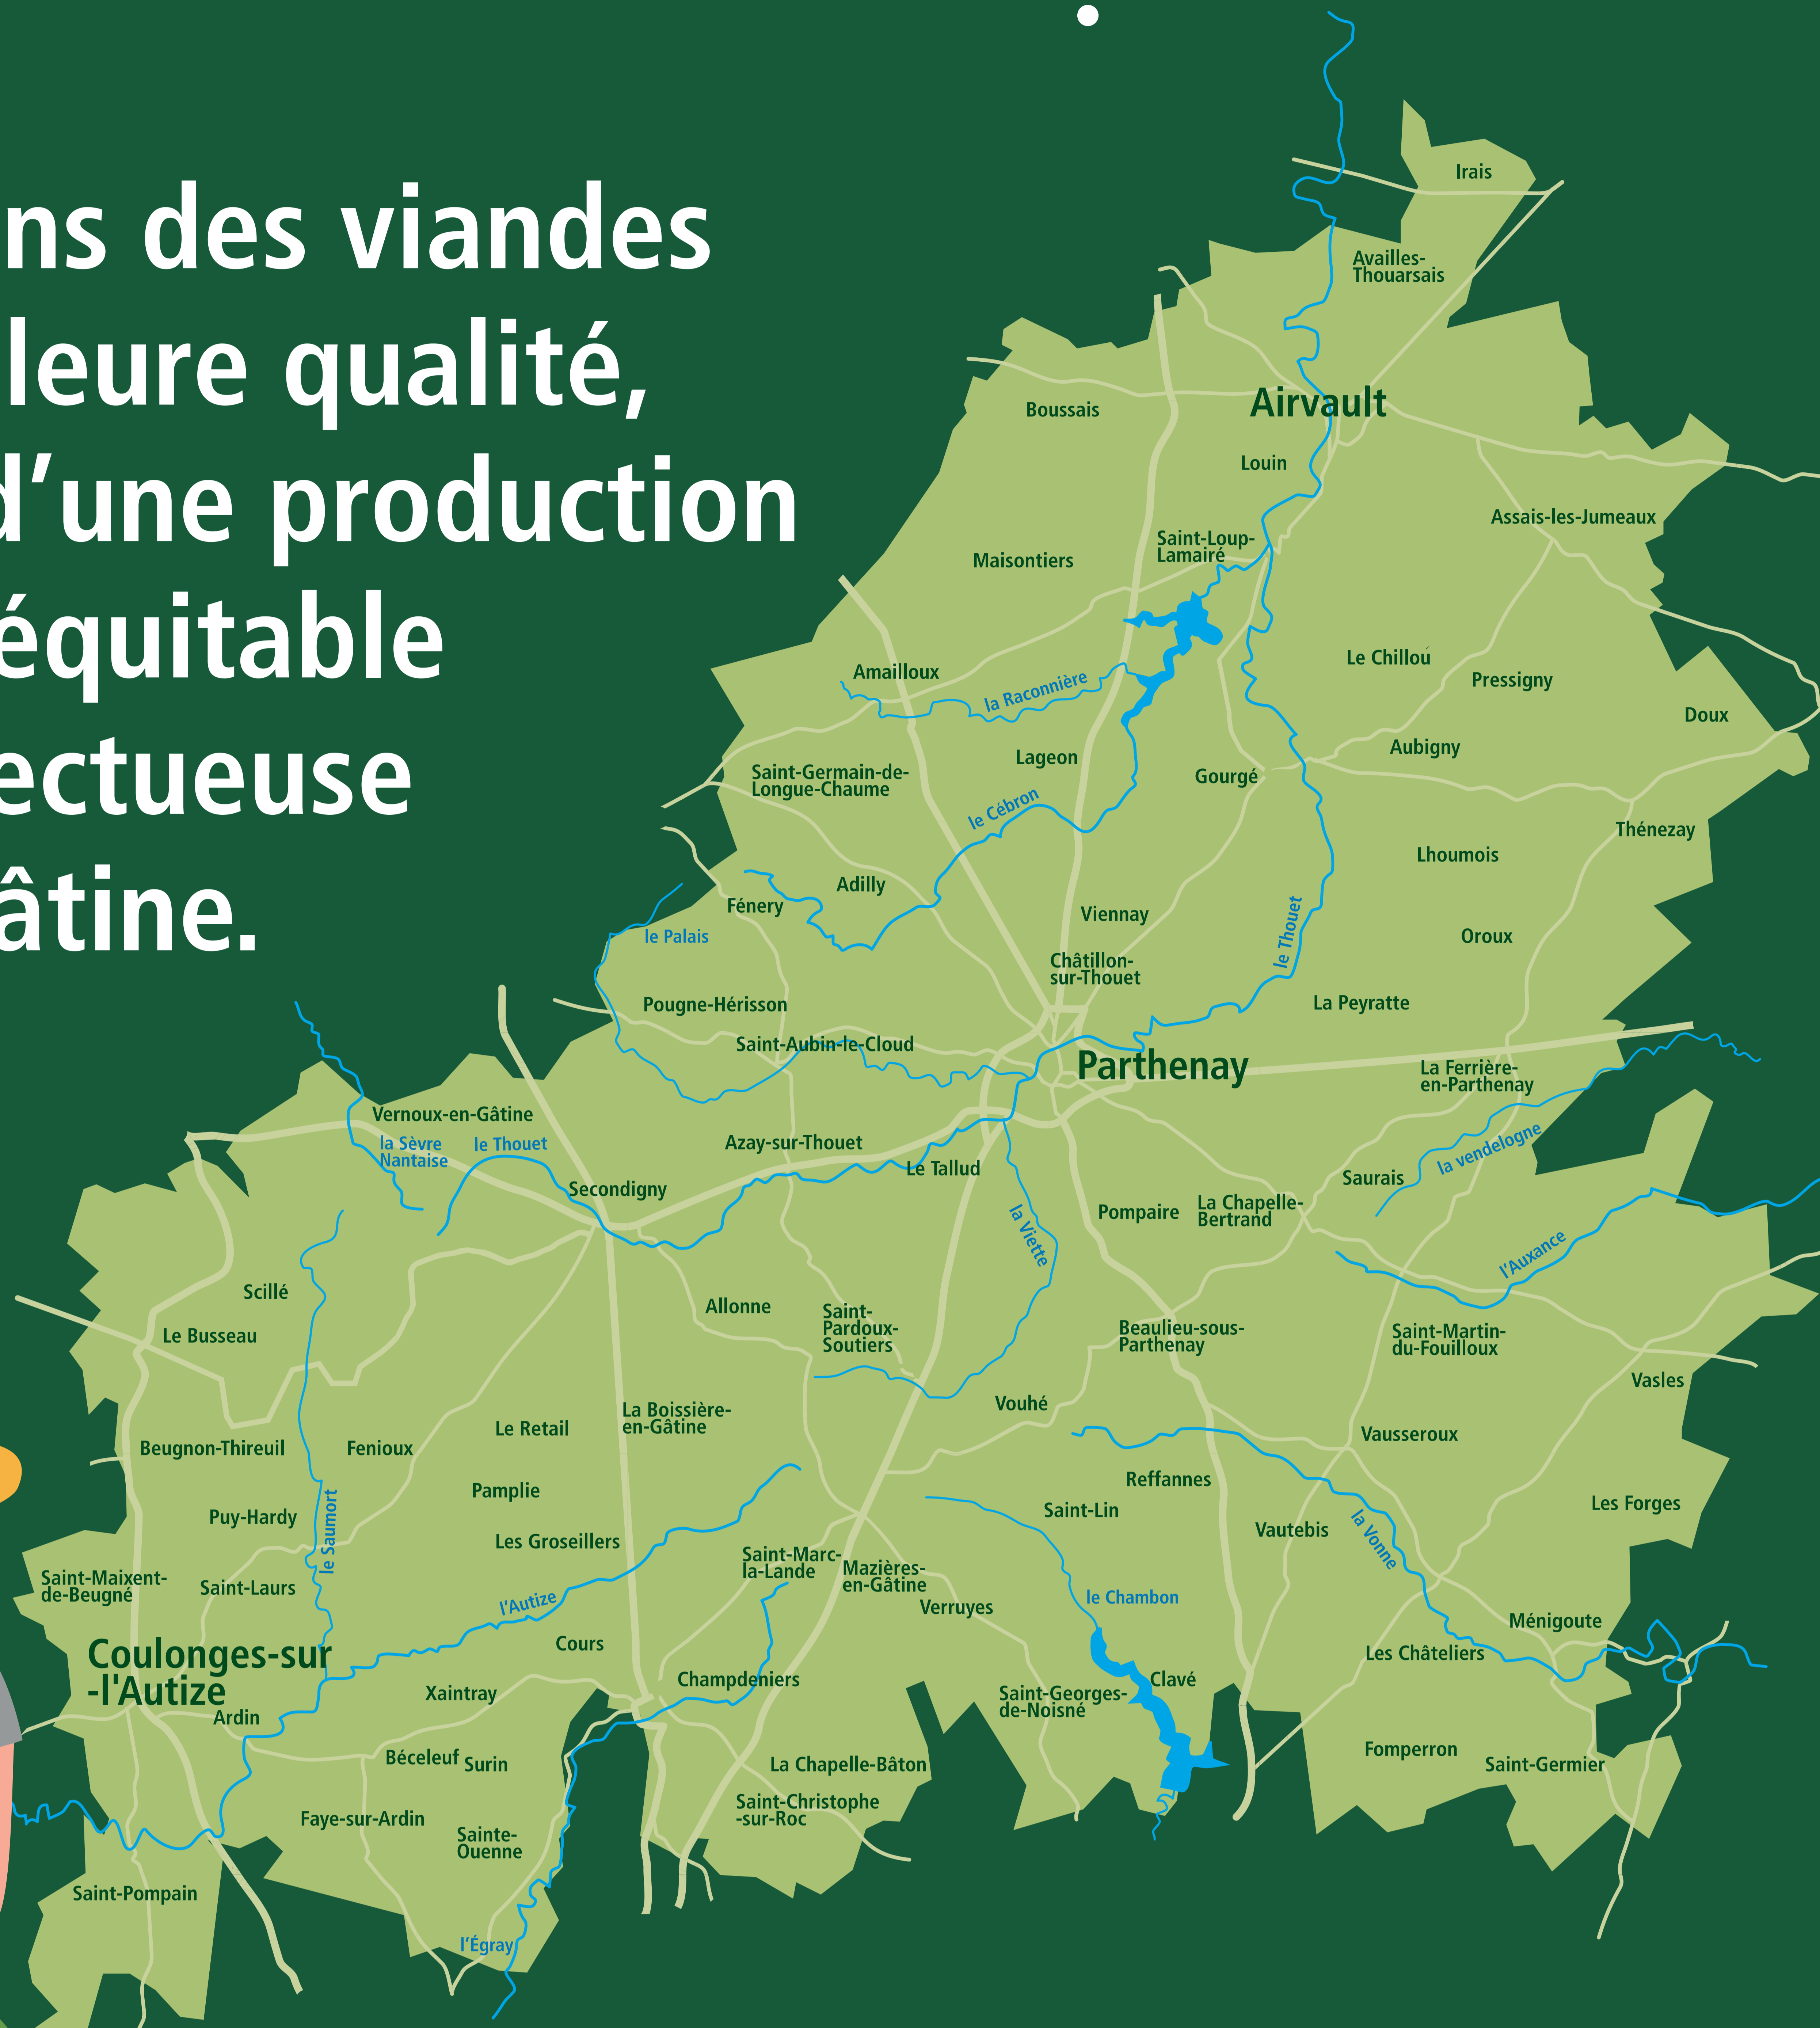 ns des viandes
leure qualité,
d’une production
équitable
ectueuse
âtine.
Irais
Availles-
Thouarsais
Airvault
Boussais
Louin
Assais-les-Jumeaux
Saint-Loup-
Lamairé
Maisontiers
Le Chillou
Amailloux
Pressigny
la Raconnière
Doux
Aubigny
Lageon
Gourgé
Saint-Germain-de-
Longue-Chaume
le Cébron
Thénezay
Lhoumois
Adilly
Fénery
Viennay
le Thouet
le Palais
Oroux
Châtillon-
sur-Thouet
Pougne-Hérisson
La Peyratte
Saint-Aubin-le-Cloud
Parthenay
La Ferrière-
en-Parthenay
Vernoux-en-Gâtine
la Sèvre
Nantaise
le Thouet
Azay-sur-Thouet
la vendelogne
Le Tallud
Saurais
Secondigny
Pompaire
La Chapelle-
Bertrand
la Viette
l’Auxance
Scillé
Allonne
Saint-
Pardoux-
Soutiers
Le Busseau
Beaulieu-sous-
Parthenay
Saint-Martin-
du-Fouilloux
Vasles
Vouhé
La Boissière-
en-Gâtine
Le Retail
Vausseroux
Beugnon-Thireuil
Fenioux
Reffannes
Pamplie
Les Forges
Saint-Lin
Puy-Hardy
le Saumort
Vautebis
la Vonne
Les Groseillers
Saint-Marc-
la-Lande
Mazières-
en-Gâtine
Saint-Maixent-
de-Beugné
Saint-Laurs
l’Autize
Verruyes
le Chambon
Ménigoute
Cours
Les Châteliers
Coulonges-sur
-l'Autize
Champdeniers
Clavé
Xaintray
Saint-Georges-
de-Noisné
Ardin
Fomperron
Béceleuf
Surin
La Chapelle-Bâton
Saint-Germier
Saint-Christophe
-sur-Roc
Faye-sur-Ardin
Sainte-
Ouenne
Saint-Pompain
l’Égray